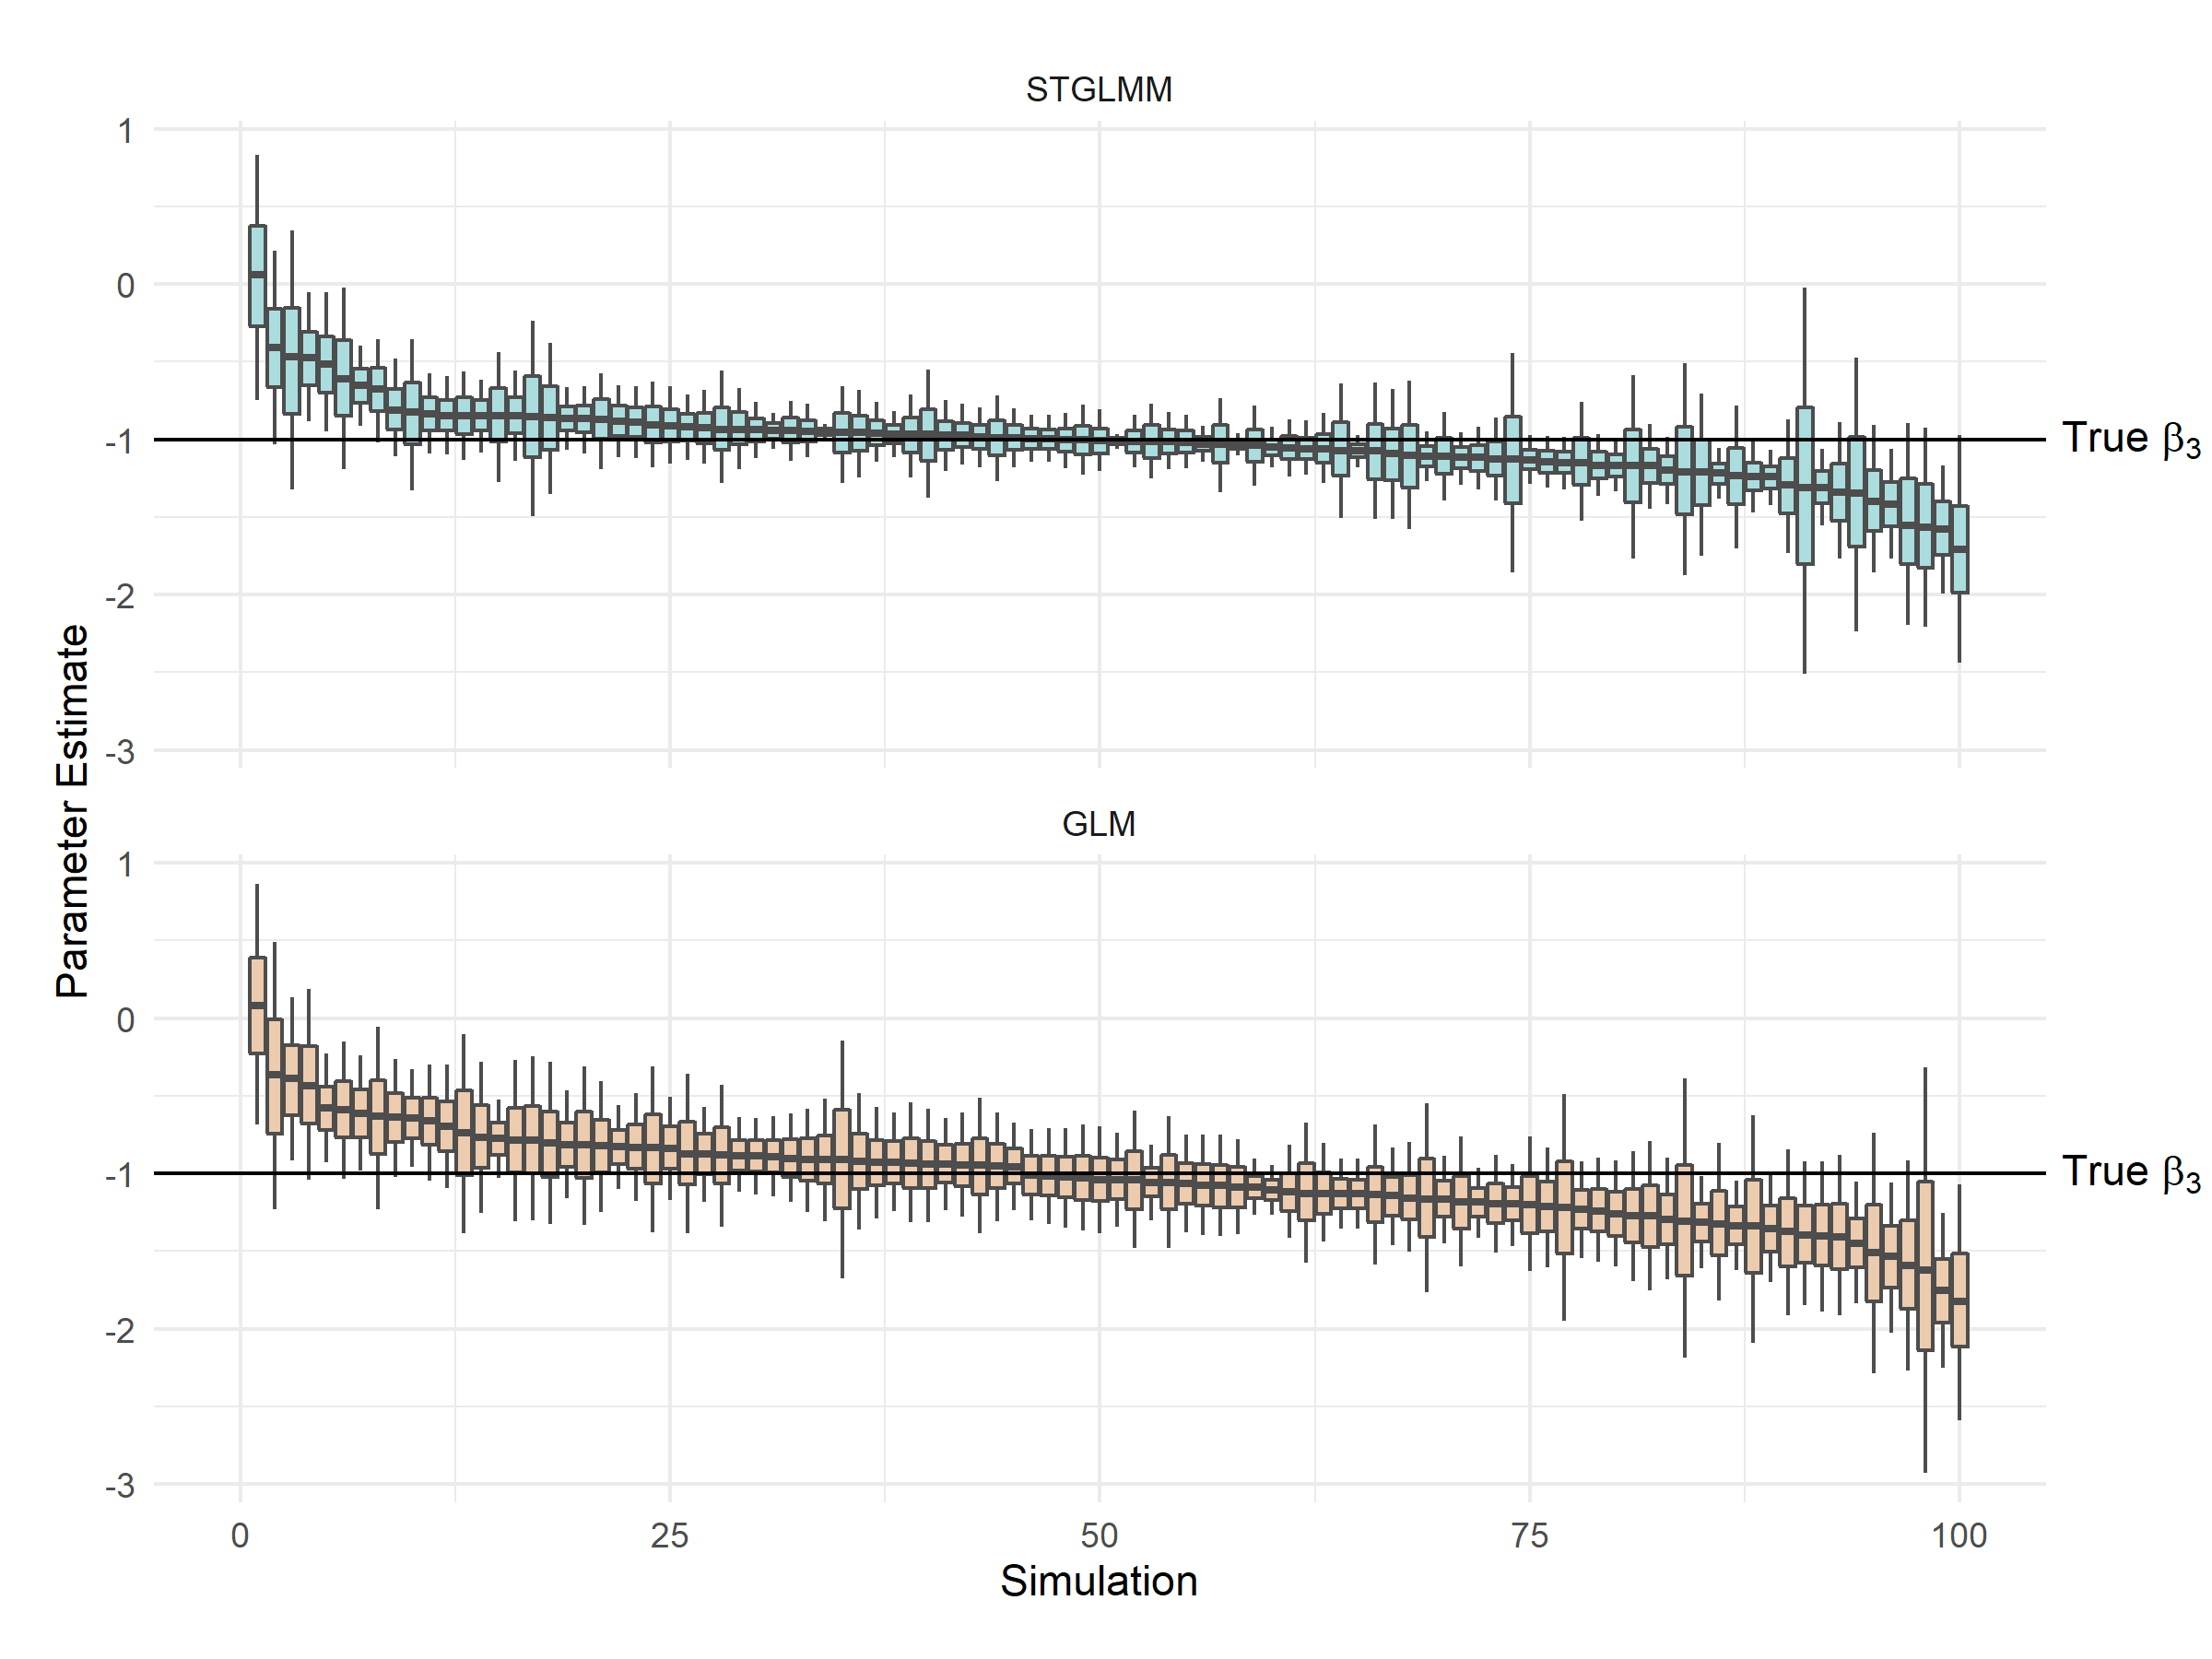 STGLMM
1
0
-1
-2
-3
True β₃
Parameter Estimate
GLM
1
0
-1
-2
-3
True β₃
0 25 50 75 100
Simulation